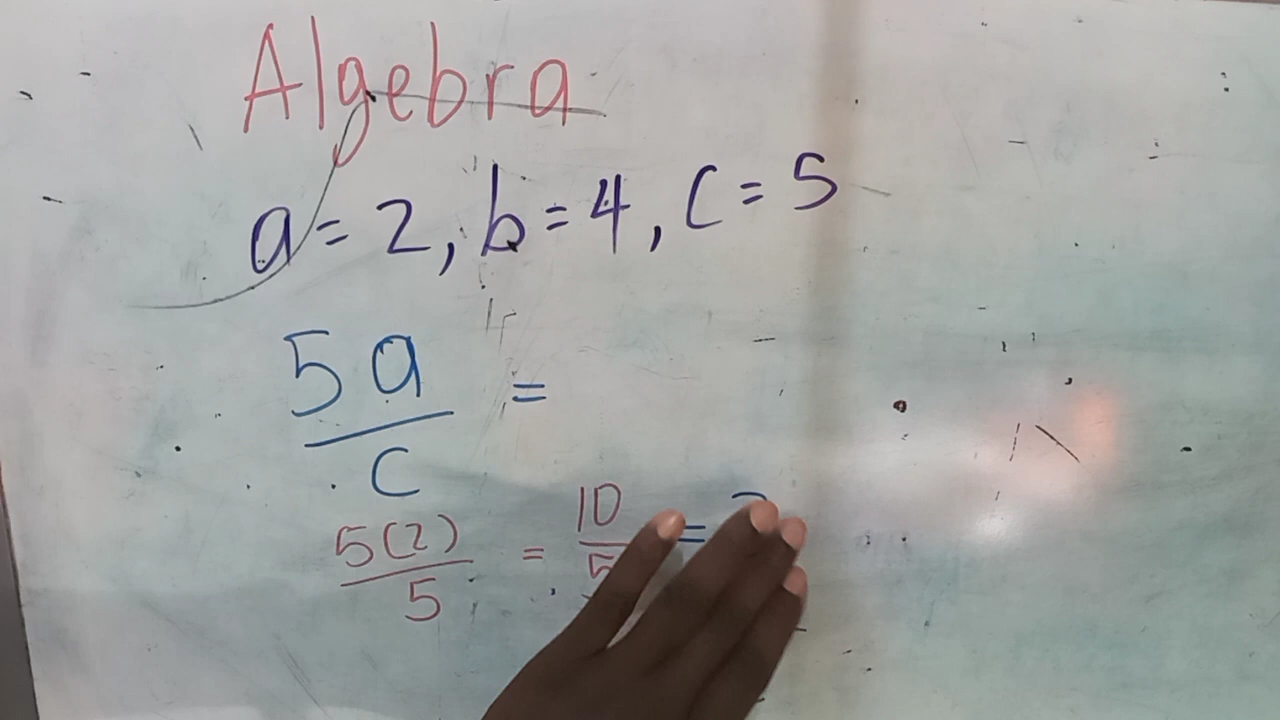 Algebra
a = 2, b = 4, c = 5
5a/c =
5(2)/5 = 10/5 =